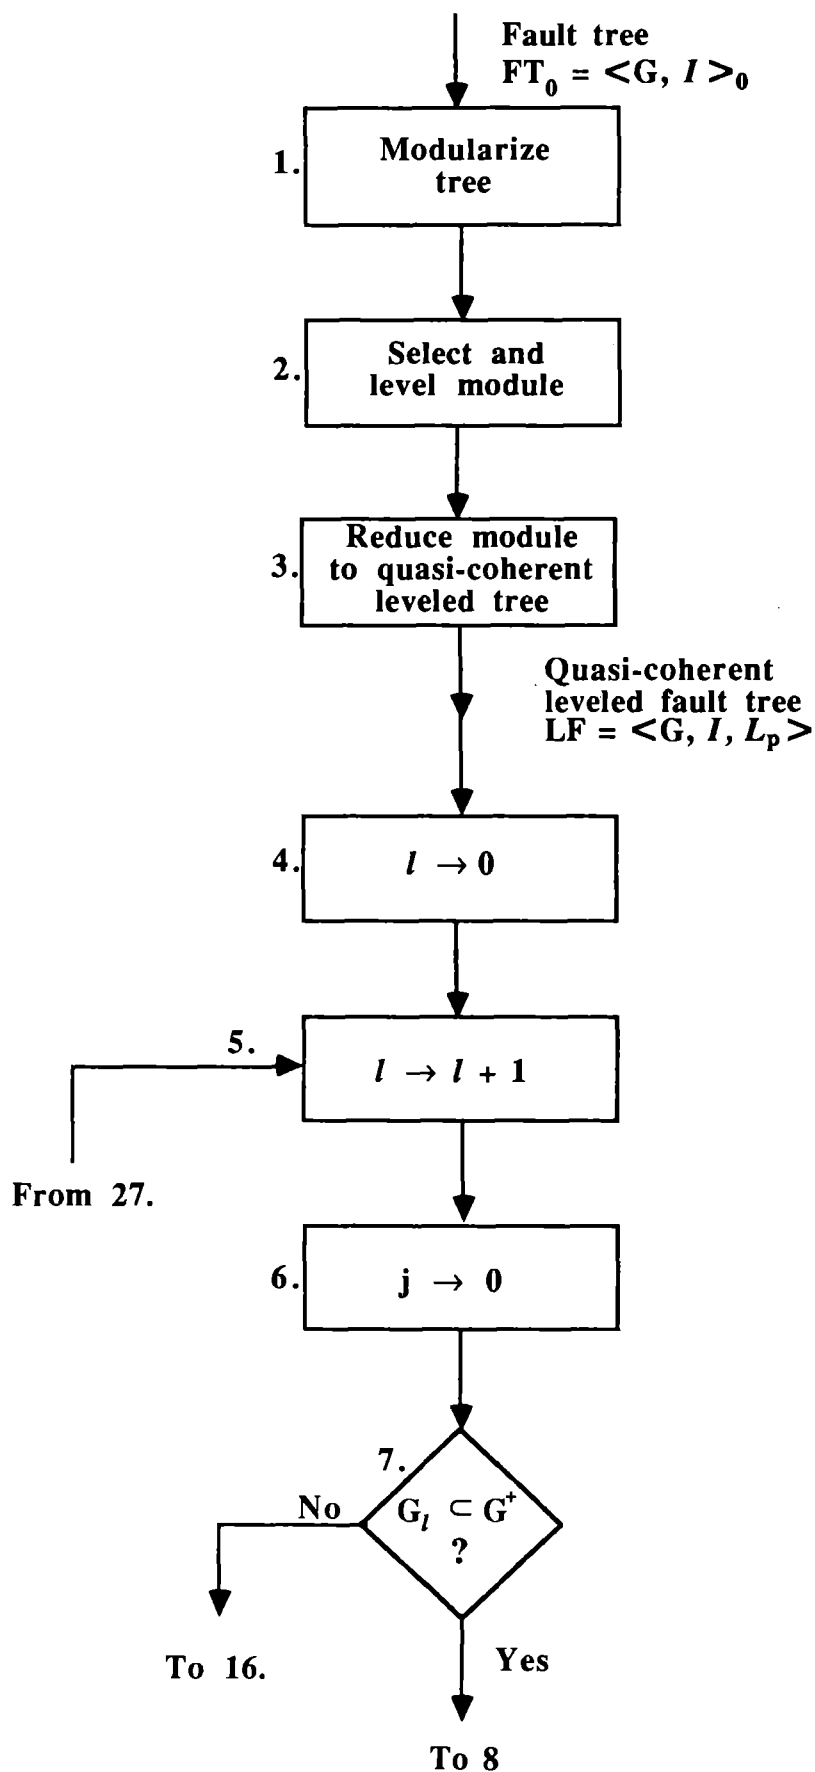 Fault tree
FT₀ = <G, I>₀
1.
Modularize
tree
2.
Select and
level module
3.
Reduce module
to quasi-coherent
leveled tree
Quasi-coherent
leveled fault tree
LF = <G, I, Lₚ>
4.
l → 0
5.
l → l + 1
From 27.
6.
j → 0
7.
No
Gₗ ⊂ G⁺
?
To 16.
Yes
To 8